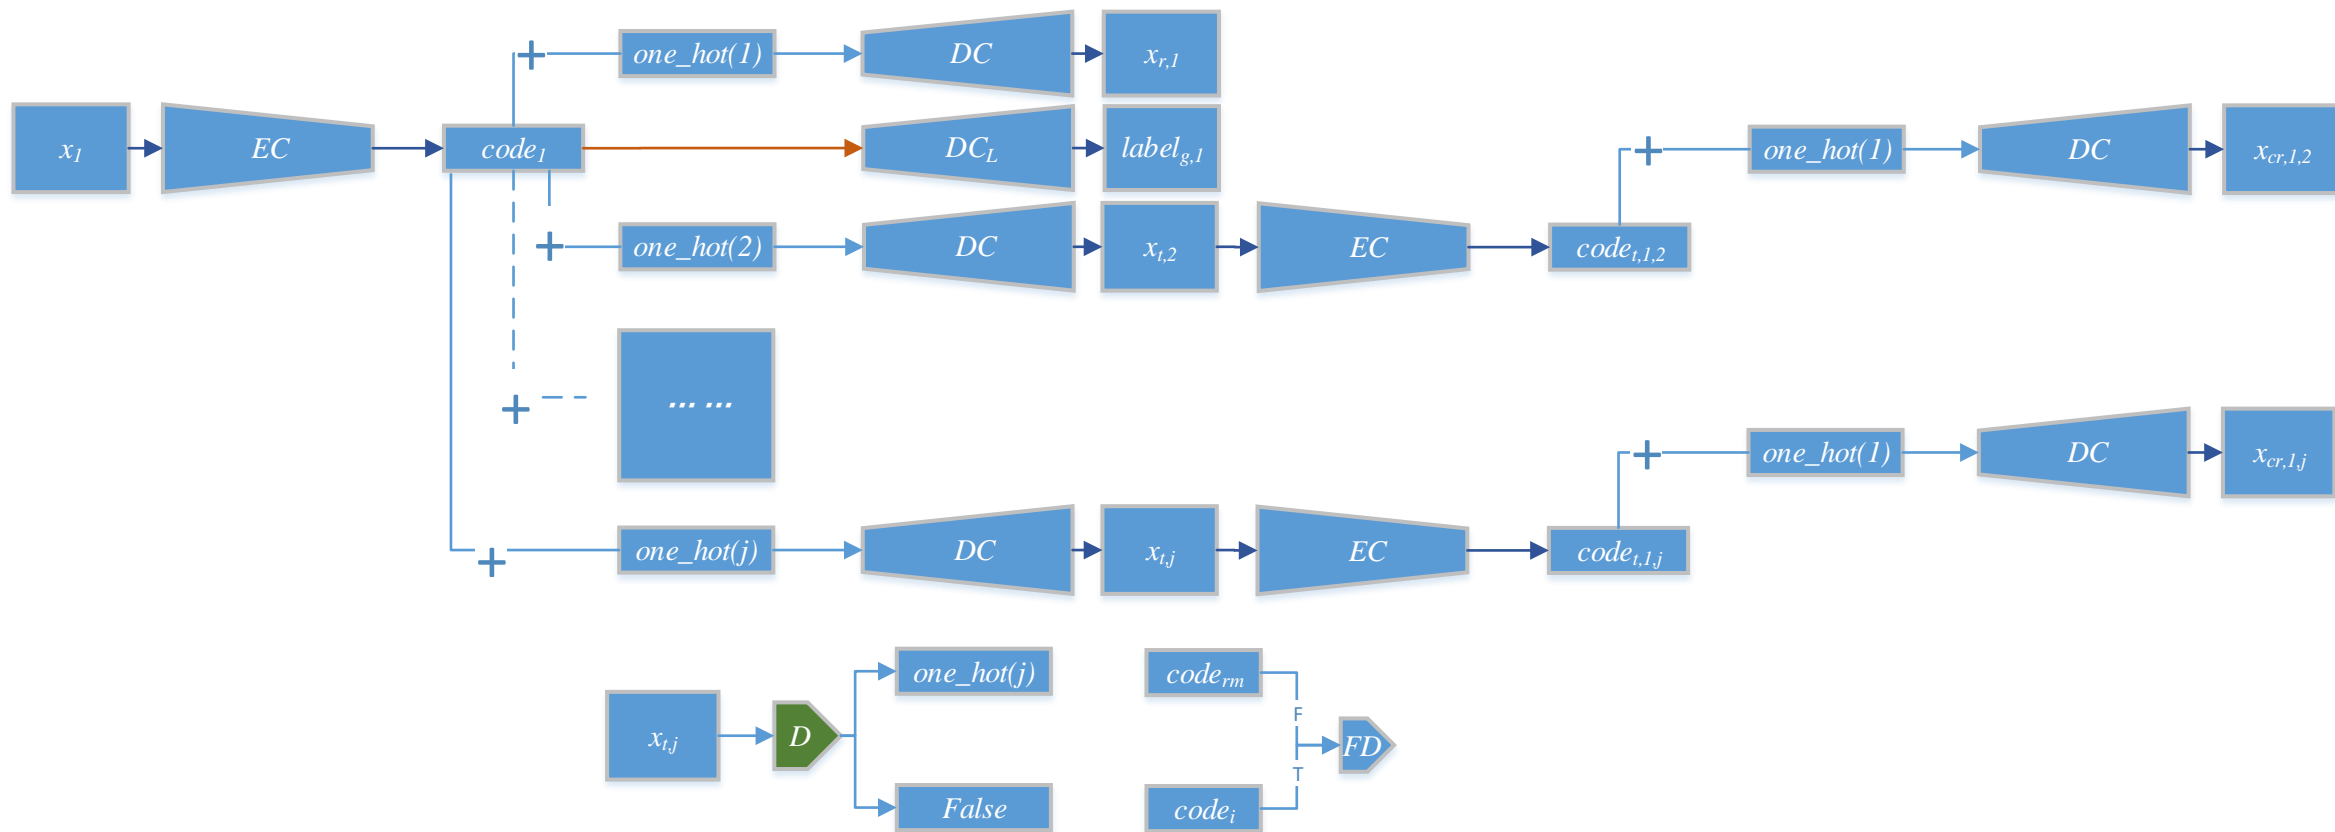 one_hot(1) DC x_{r,1}
x_1 EC code_1 DC_L label_{g,1} one_hot(1) DC x_{cr,1,2}
one_hot(2) DC x_{t,2} EC code_{t,1,2}
... ...
one_hot(1) DC x_{cr,1,j}
one_hot(j) DC x_{t,j} EC code_{t,1,j}
one_hot(j) code_{rm}
F
x_{t,j} D FD
T
False code_i